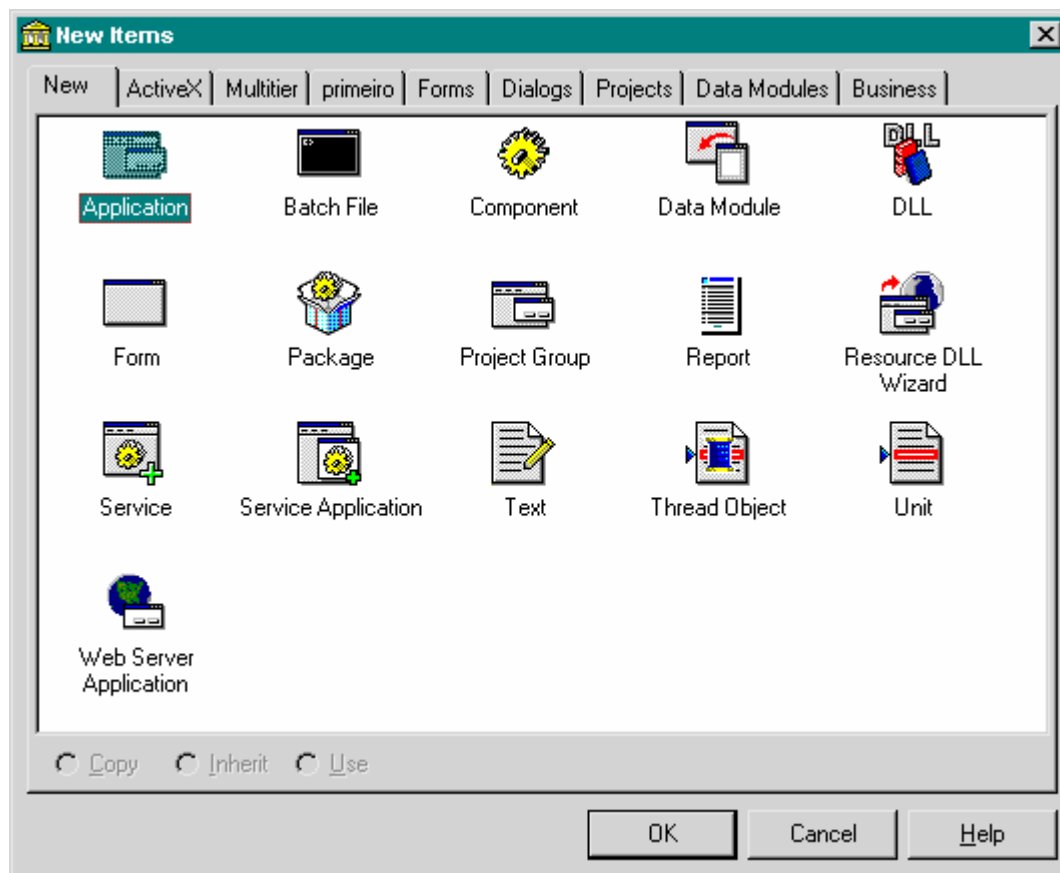 New Items
New ActiveX Multitier primeiro Forms Dialogs Projects Data Modules Business
DLL
Application Batch File Component Data Module DLL
Form Package Project Group Report Resource DLL
Wizard
Service Service Application Text Thread Object Unit
Web Server
Application
Copy Inherit Use
OK Cancel Help